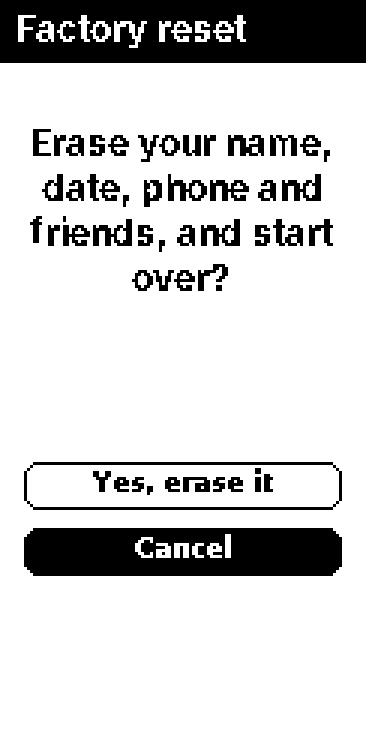 Factory reset
Erase your name,
date, phone and
friends, and start
over?
Yes, erase it
Cancel